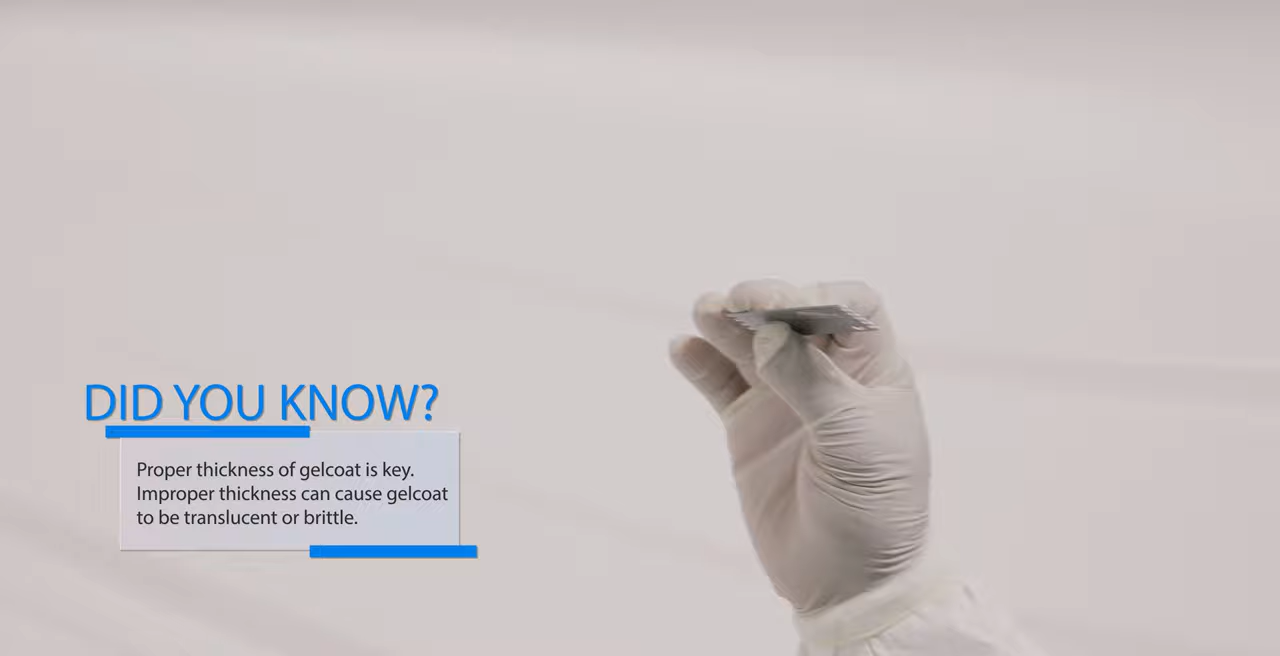 DID YOU KNOW?
Proper thickness of gelcoat is key.
Improper thickness can cause gelcoat
to be translucent or brittle.